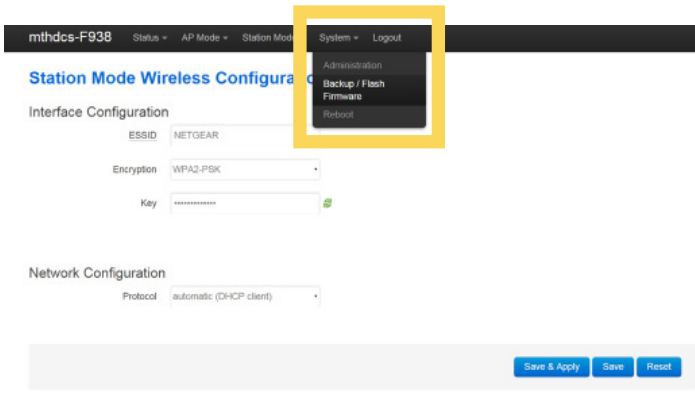 mthdcs-F938 Status AP Mode Station Mod System Logout
Administration
Backup / Flash
Firmware
Reboot
Station Mode Wireless Configura
Interface Configuration
ESSID NETGEAR
Encryption WPA2-PSK
Key •••••••••••••
Network Configuration
Protocol automatic (DHCP client)
Save & Apply Save Reset